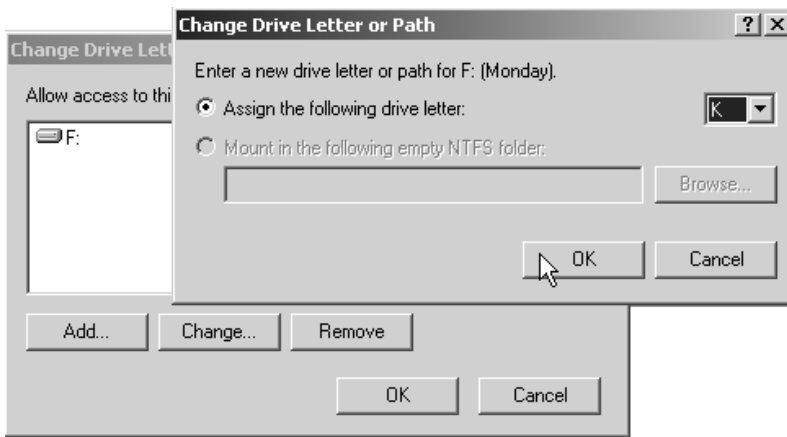 Change Drive Letter or Path
Enter a new drive letter or path for F: (Monday).
Assign the following drive letter:
K
Mount in the following empty NTFS folder:
Browse...
OK
Cancel
Change Drive Lett
Allow access to thi
F:
Add...
Change...
Remove
OK
Cancel